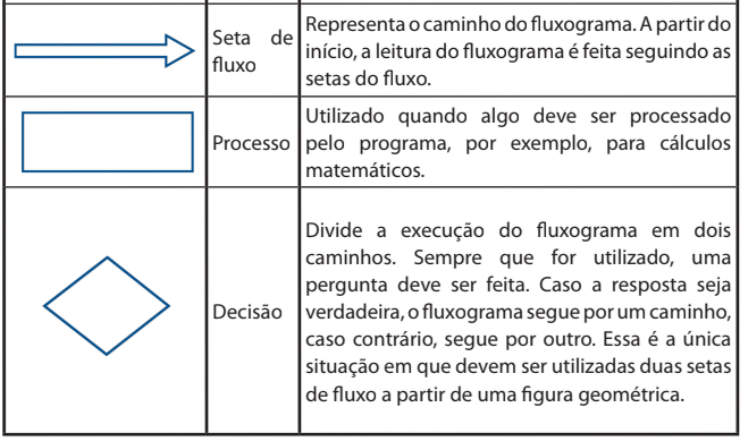 Seta de
fluxo
Representa o caminho do fluxograma. A partir do
início, a leitura do fluxograma é feita seguindo as
setas do fluxo.
Processo
Utilizado quando algo deve ser processado
pelo programa, por exemplo, para cálculos
matemáticos.
Decisão
Divide a execução do fluxograma em dois
caminhos. Sempre que for utilizado, uma
pergunta deve ser feita. Caso a resposta seja
verdadeira, o fluxograma segue por um caminho,
caso contrário, segue por outro. Essa é a única
situação em que devem ser utilizadas duas setas
de fluxo a partir de uma figura geométrica.